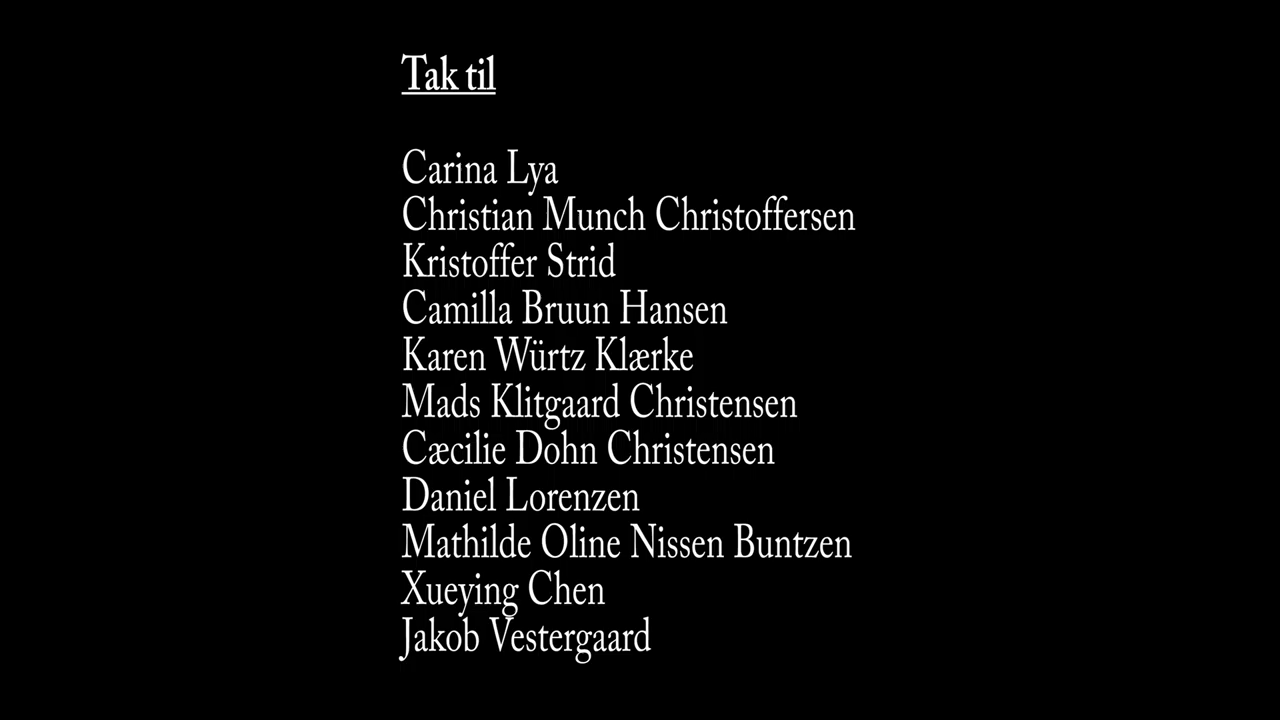 Tak til
Carina Lya
Christian Munch Christoffersen
Kristoffer Strid
Camilla Bruun Hansen
Karen Würtz Klærke
Mads Klitgaard Christensen
Cæcilie Dohn Christensen
Daniel Lorenzen
Mathilde Oline Nissen Buntzen
Xueying Chen
Jakob Vestergaard